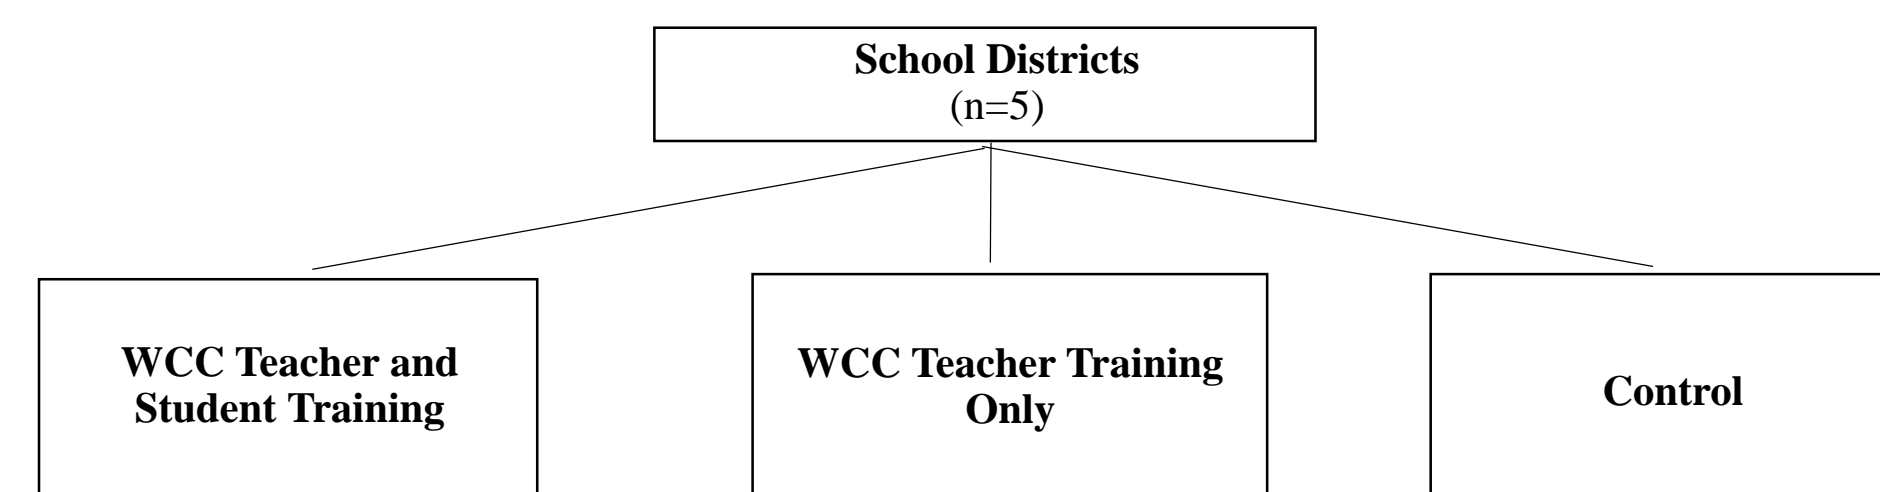 School Districts
(n=5)
WCC Teacher and
Student Training
WCC Teacher Training
Only
Control